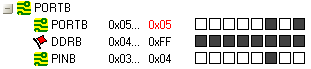 PORTB
PORTB 0x05... 0x05
DDRB 0x04... 0xFF
PINB 0x03... 0x04